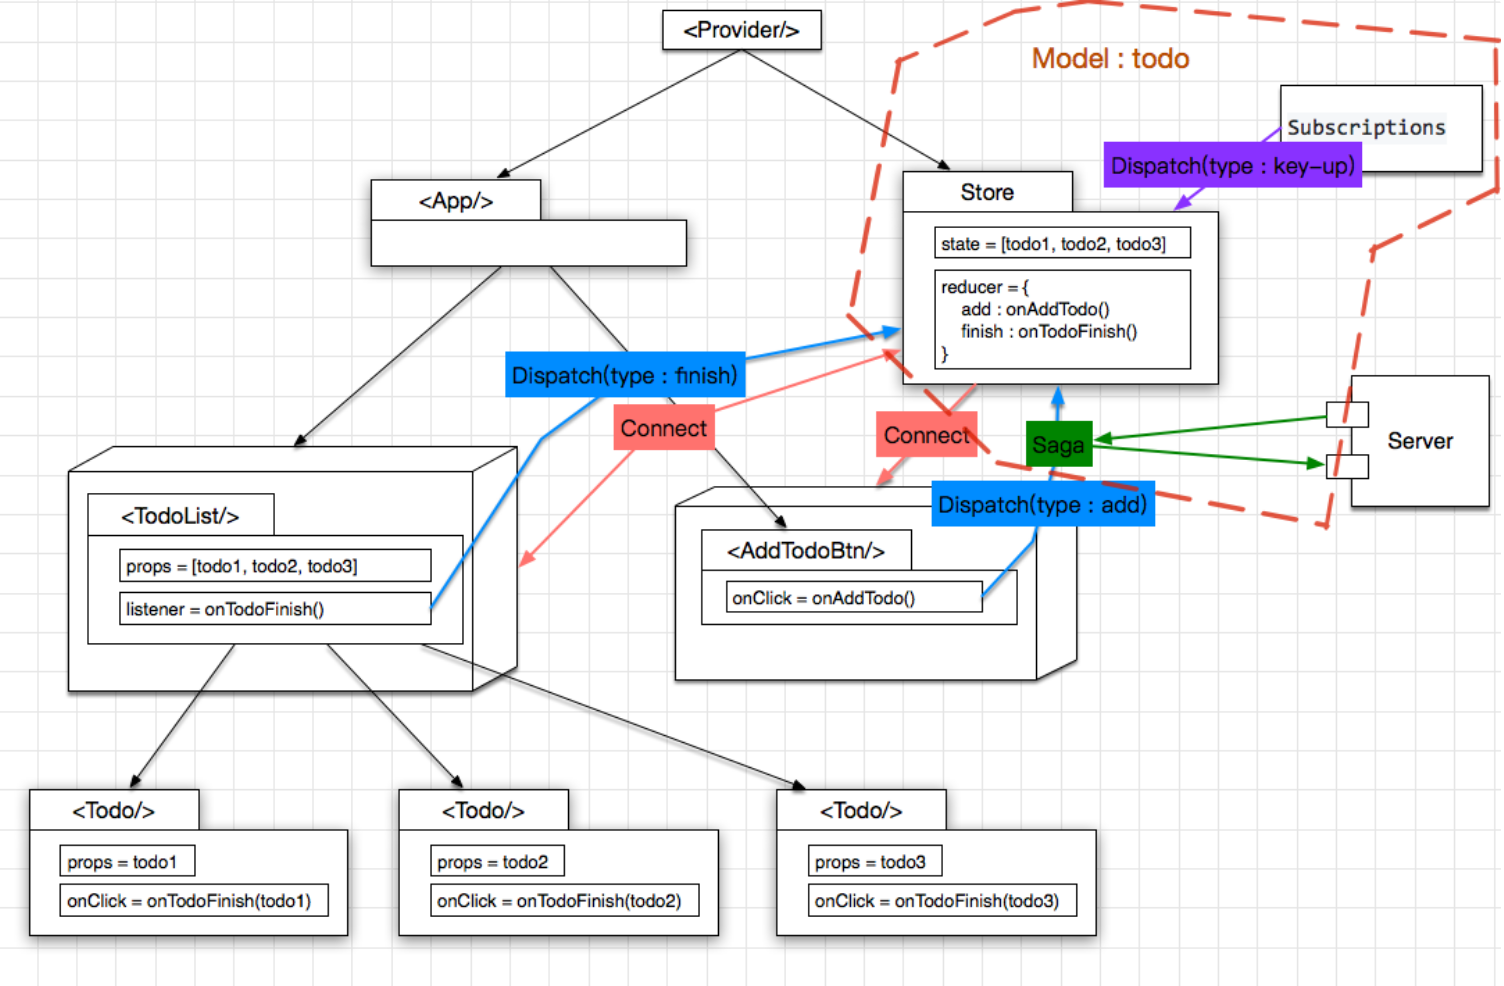 <Provider/>
Model : todo
Subscriptions
Dispatch(type : key-up)
<App/>
Store
state = [todo1, todo2, todo3]
reducer = {
add : onAddTodo()
finish : onTodoFinish()
}
Dispatch(type : finish)
Connect
Connect
Saga
Server
Dispatch(type : add)
<TodoList/>
props = [todo1, todo2, todo3]
listener = onTodoFinish()
<AddTodoBtn/>
onClick = onAddTodo()
<Todo/>
props = todo1
onClick = onTodoFinish(todo1)
<Todo/>
props = todo2
onClick = onTodoFinish(todo2)
<Todo/>
props = todo3
onClick = onTodoFinish(todo3)